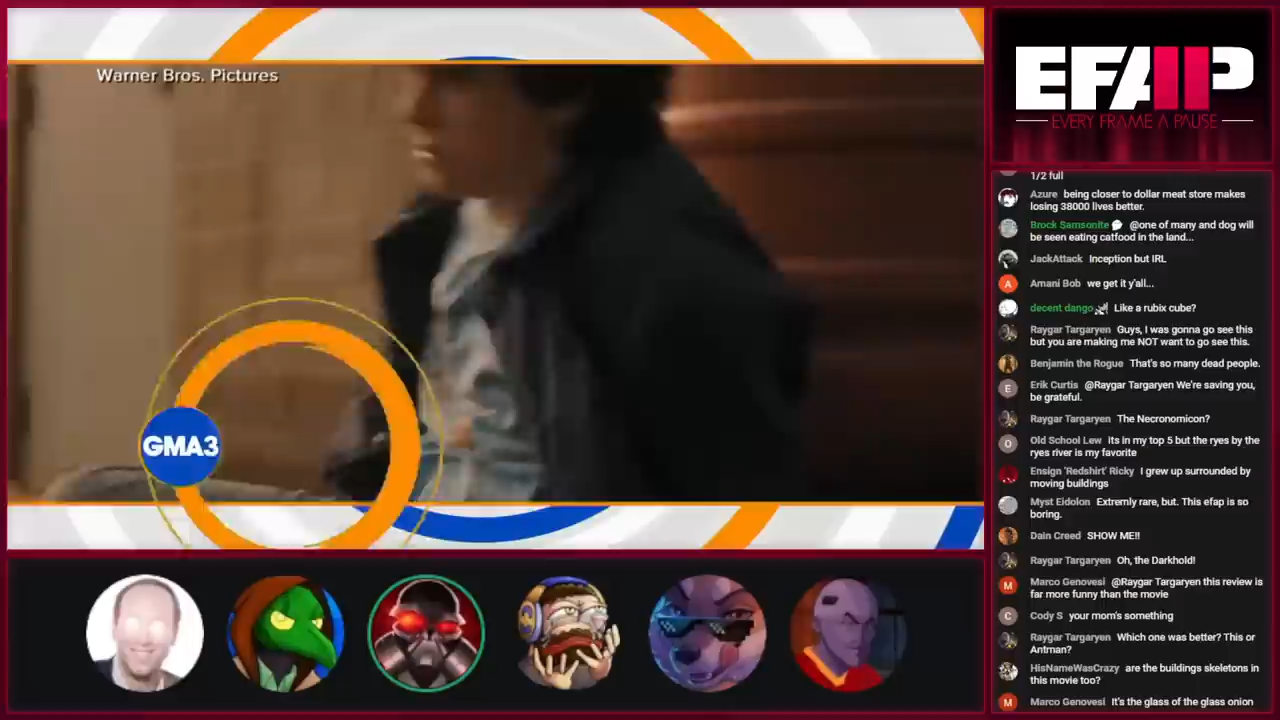 Warner Bros. Pictures
GMA3
EFAP
EVERY FRAME A PAUSE
1/2 full
Azure being closer to dollar meat store makes
losing 38000 lives better.
Brock Samsonite @one of many and dog will
be seen eating catfood in the land...
JackAttack Inception but IRL
A Amani Bob we get it y'all...
decent dango Like a rubix cube?
Raygar Targaryen Guys, I was gonna go see this
but you are making me NOT want to go see this.
Benjamin the Rogue That's so many dead people.
E Erik Curtis @Raygar Targaryen We're saving you,
be grateful.
Raygar Targaryen The Necronomicon?
O Old School Lew its in my top 5 but the ryes by the
ryes river is my favorite
Ensign 'Redshirt' Ricky I grew up surrounded by
moving buildings
Myst Eidolon Extremly rare, but. This efap is so
boring.
Dain Creed SHOW ME!!
Raygar Targaryen Oh, the Darkhold!
M Marco Genovesi @Raygar Targaryen this review is
far more funny than the movie
C Cody S your mom's something
Raygar Targaryen Which one was better? This or
Antman?
HisNameWasCrazy are the buildings skeletons in
this movie too?
M Marco Genovesi It's the glass of the glass onion